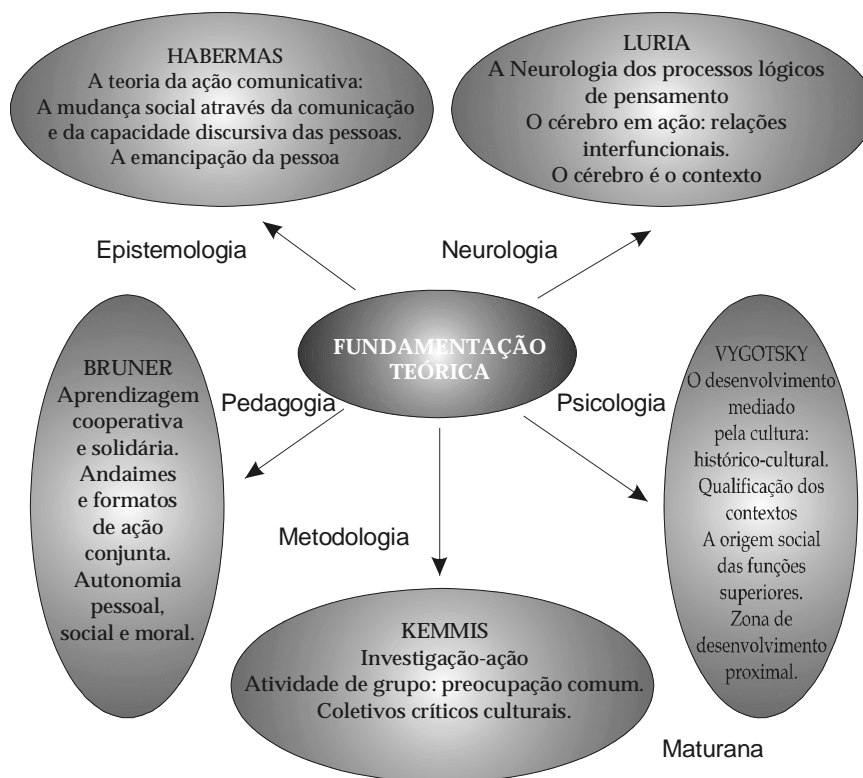 HABERMAS
A teoria da ação comunicativa:
A mudança social através da comunicação
e da capacidade discursiva das pessoas.
A emancipação da pessoa
LURIA
A Neurologia dos processos lógicos
de pensamento
O cérebro em ação: relações
interfuncionais.
O cérebro é o contexto
Epistemologia
Neurologia
FUNDAMENTAÇÃO
TEÓRICA
BRUNER
Aprendizagem
cooperativa
e solidária.
Andaimes
e formatos
de ação
conjunta.
Autonomia
pessoal,
social e moral.
Pedagogia
Psicologia
VYGOTSKY
O desenvolvimento
mediado
pela cultura:
histórico-cultural.
Qualificação dos
contextos
A origem social
das funções
superiores.
Zona de
desenvolvimento
proximal.
Metodologia
KEMMIS
Investigação-ação
Atividade de grupo: preocupação comum.
Coletivos críticos culturais.
Maturana